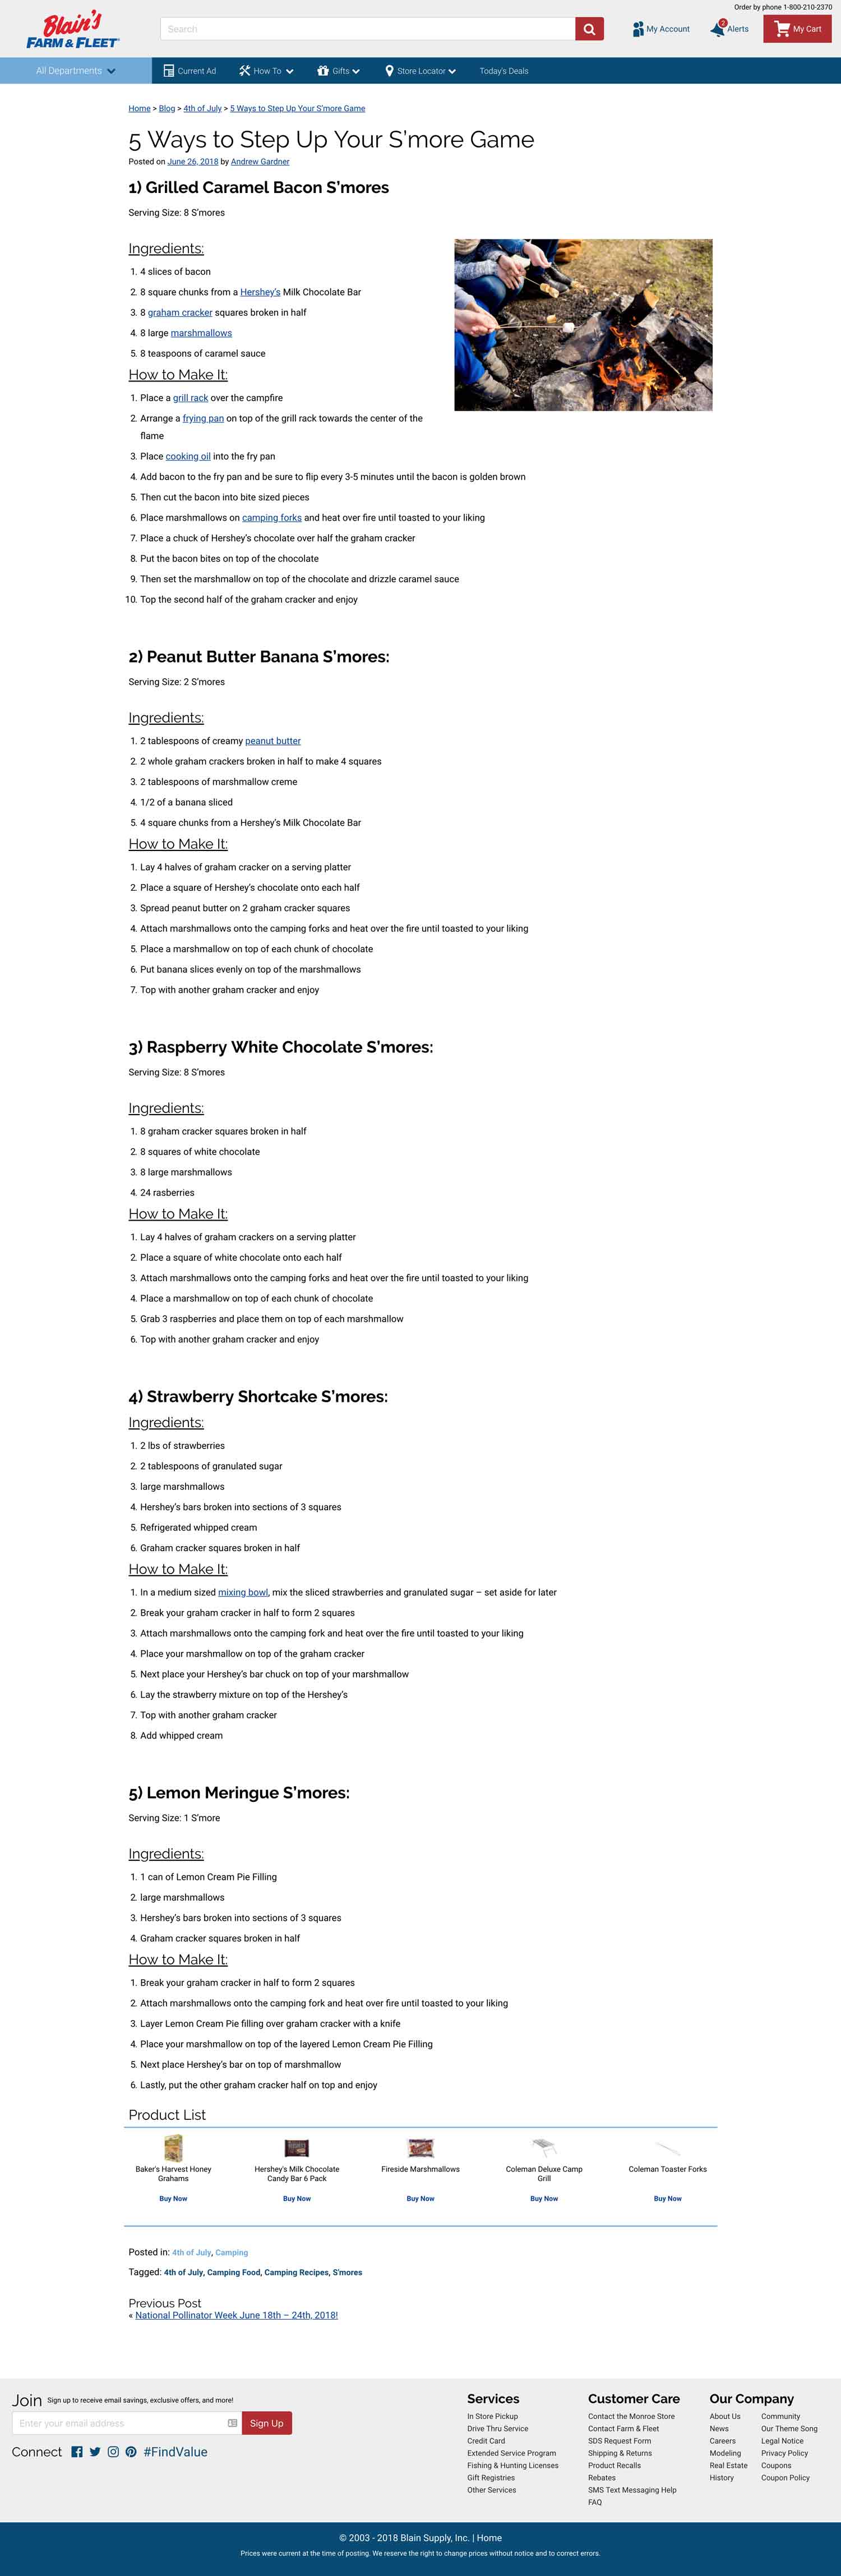 Order by phone 1-800-210-2370
Blain's
FARM & FLEET
Search
My Account
2
Alerts
My Cart
All Departments
Current Ad
How To
Gifts
Store Locator
Today's Deals
Home > Blog > 4th of July > 5 Ways to Step Up Your S'more Game
5 Ways to Step Up Your S'more Game
Posted on June 26, 2018 by Andrew Gardner
1) Grilled Caramel Bacon S'mores
Serving Size: 8 S'mores
Ingredients:
1. 4 slices of bacon
2. 8 square chunks from a Hershey's Milk Chocolate Bar
3. 8 graham cracker squares broken in half
4. 8 large marshmallows
5. 8 teaspoons of caramel sauce
How to Make It:
1. Place a grill rack over the campfire
2. Arrange a frying pan on top of the grill rack towards the center of the
flame
3. Place cooking oil into the fry pan
4. Add bacon to the fry pan and be sure to flip every 3-5 minutes until the bacon is golden brown
5. Then cut the bacon into bite sized pieces
6. Place marshmallows on camping forks and heat over fire until toasted to your liking
7. Place a chuck of Hershey's chocolate over half the graham cracker
8. Put the bacon bites on top of the chocolate
9. Then set the marshmallow on top of the chocolate and drizzle caramel sauce
10. Top the second half of the graham cracker and enjoy
2) Peanut Butter Banana S'mores:
Serving Size: 2 S'mores
Ingredients:
1. 2 tablespoons of creamy peanut butter
2. 2 whole graham crackers broken in half to make 4 squares
3. 2 tablespoons of marshmallow creme
4. 1/2 of a banana sliced
5. 4 square chunks from a Hershey's Milk Chocolate Bar
How to Make It:
1. Lay 4 halves of graham cracker on a serving platter
2. Place a square of Hershey's chocolate onto each half
3. Spread peanut butter on 2 graham cracker squares
4. Attach marshmallows onto the camping forks and heat over the fire until toasted to your liking
5. Place a marshmallow on top of each chunk of chocolate
6. Put banana slices evenly on top of the marshmallows
7. Top with another graham cracker and enjoy
3) Raspberry White Chocolate S'mores:
Serving Size: 8 S'mores
Ingredients:
1. 8 graham cracker squares broken in half
2. 8 squares of white chocolate
3. 8 large marshmallows
4. 24 rasberries
How to Make It:
1. Lay 4 halves of graham crackers on a serving platter
2. Place a square of white chocolate onto each half
3. Attach marshmallows onto the camping forks and heat over the fire until toasted to your liking
4. Place a marshmallow on top of each chunk of chocolate
5. Grab 3 raspberries and place them on top of each marshmallow
6. Top with another graham cracker and enjoy
4) Strawberry Shortcake S'mores:
Ingredients:
1. 2 lbs of strawberries
2. 2 tablespoons of granulated sugar
3. large marshmallows
4. Hershey's bars broken into sections of 3 squares
5. Refrigerated whipped cream
6. Graham cracker squares broken in half
How to Make It:
1. In a medium sized mixing bowl, mix the sliced strawberries and granulated sugar – set aside for later
2. Break your graham cracker in half to form 2 squares
3. Attach marshmallows onto the camping fork and heat over the fire until toasted to your liking
4. Place your marshmallow on top of the graham cracker
5. Next place your Hershey's bar chuck on top of your marshmallow
6. Lay the strawberry mixture on top of the Hershey's
7. Top with another graham cracker
8. Add whipped cream
5) Lemon Meringue S'mores:
Serving Size: 1 S'more
Ingredients:
1. 1 can of Lemon Cream Pie Filling
2. large marshmallows
3. Hershey's bars broken into sections of 3 squares
4. Graham cracker squares broken in half
How to Make It:
1. Break your graham cracker in half to form 2 squares
2. Attach marshmallows onto the camping fork and heat over fire until toasted to your liking
3. Layer Lemon Cream Pie filling over graham cracker with a knife
4. Place your marshmallow on top of the layered Lemon Cream Pie Filling
5. Next place Hershey's bar on top of marshmallow
6. Lastly, put the other graham cracker half on top and enjoy
Product List
Baker's Harvest Honey
Grahams
Buy Now
Hershey's Milk Chocolate
Candy Bar 6 Pack
Buy Now
Fireside Marshmallows
Buy Now
Coleman Deluxe Camp
Grill
Buy Now
Coleman Toaster Forks
Buy Now
Posted in: 4th of July, Camping
Tagged: 4th of July, Camping Food, Camping Recipes, S'mores
Previous Post
« National Pollinator Week June 18th – 24th, 2018!
Join Sign up to receive email savings, exclusive offers, and more!
Enter your email address
Sign Up
Connect
#FindValue
Services
In Store Pickup
Drive Thru Service
Credit Card
Extended Service Program
Fishing & Hunting Licenses
Gift Registries
Other Services
Customer Care
Contact the Monroe Store
Contact Farm & Fleet
SDS Request Form
Shipping & Returns
Product Recalls
Rebates
SMS Text Messaging Help
FAQ
Our Company
About Us
News
Careers
Modeling
Real Estate
History
Community
Our Theme Song
Legal Notice
Privacy Policy
Coupons
Coupon Policy
© 2003 - 2018 Blain Supply, Inc. | Home
Prices were current at the time of posting. We reserve the right to change prices without notice and to correct errors.